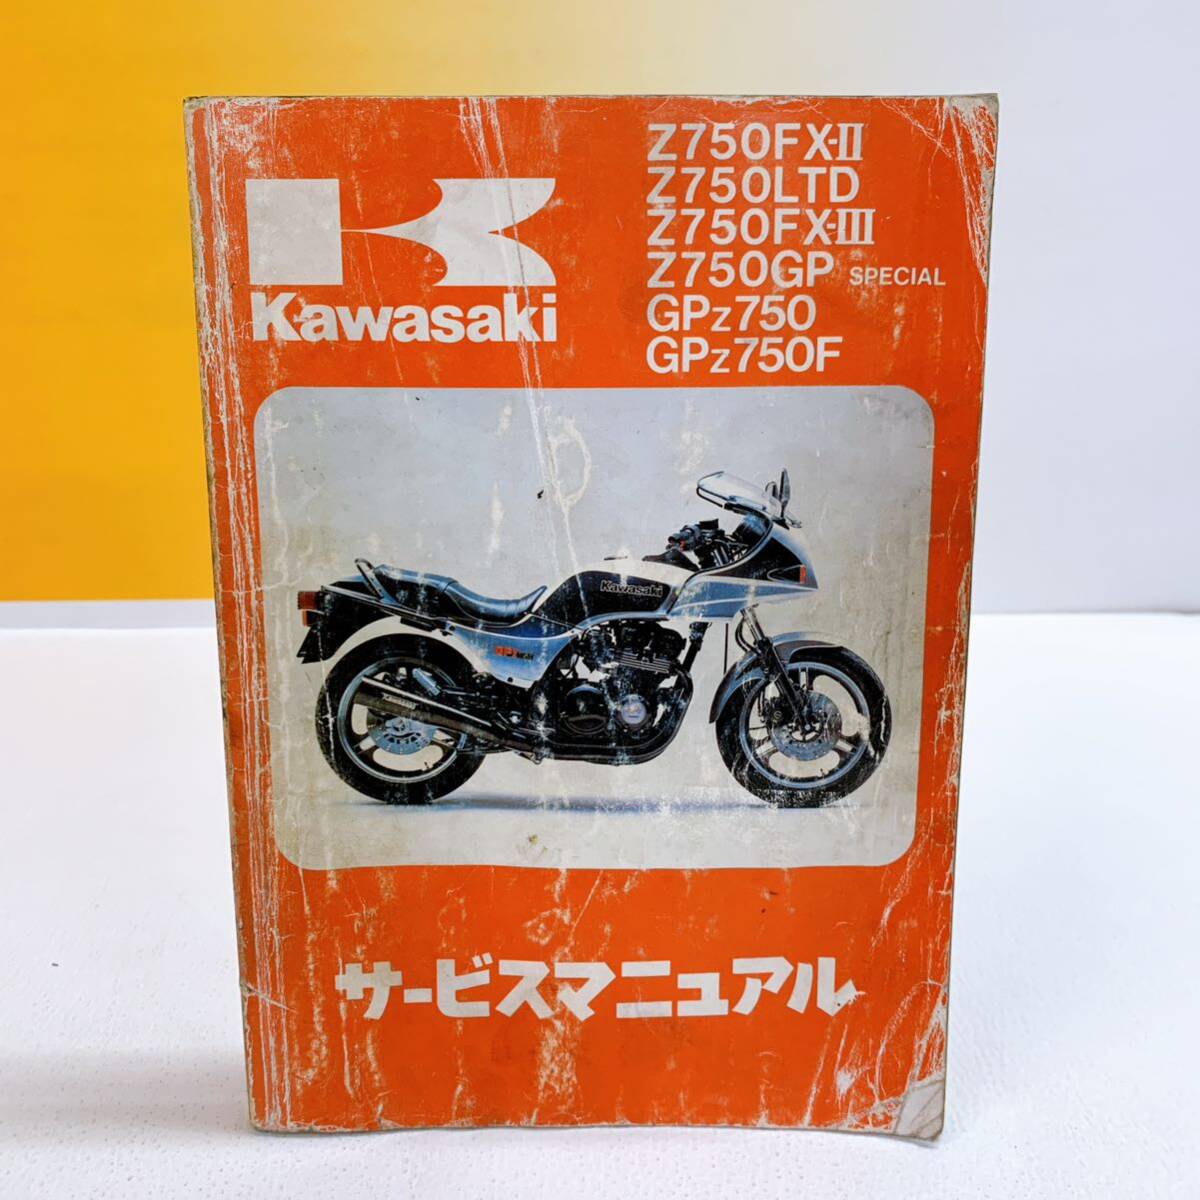 Z750FX-II
Z750LTD
Z750FX-III
Z750GP SPECIAL
GPz750
GPz750F
Kawasaki
Kawasaki
サービスマニュアル